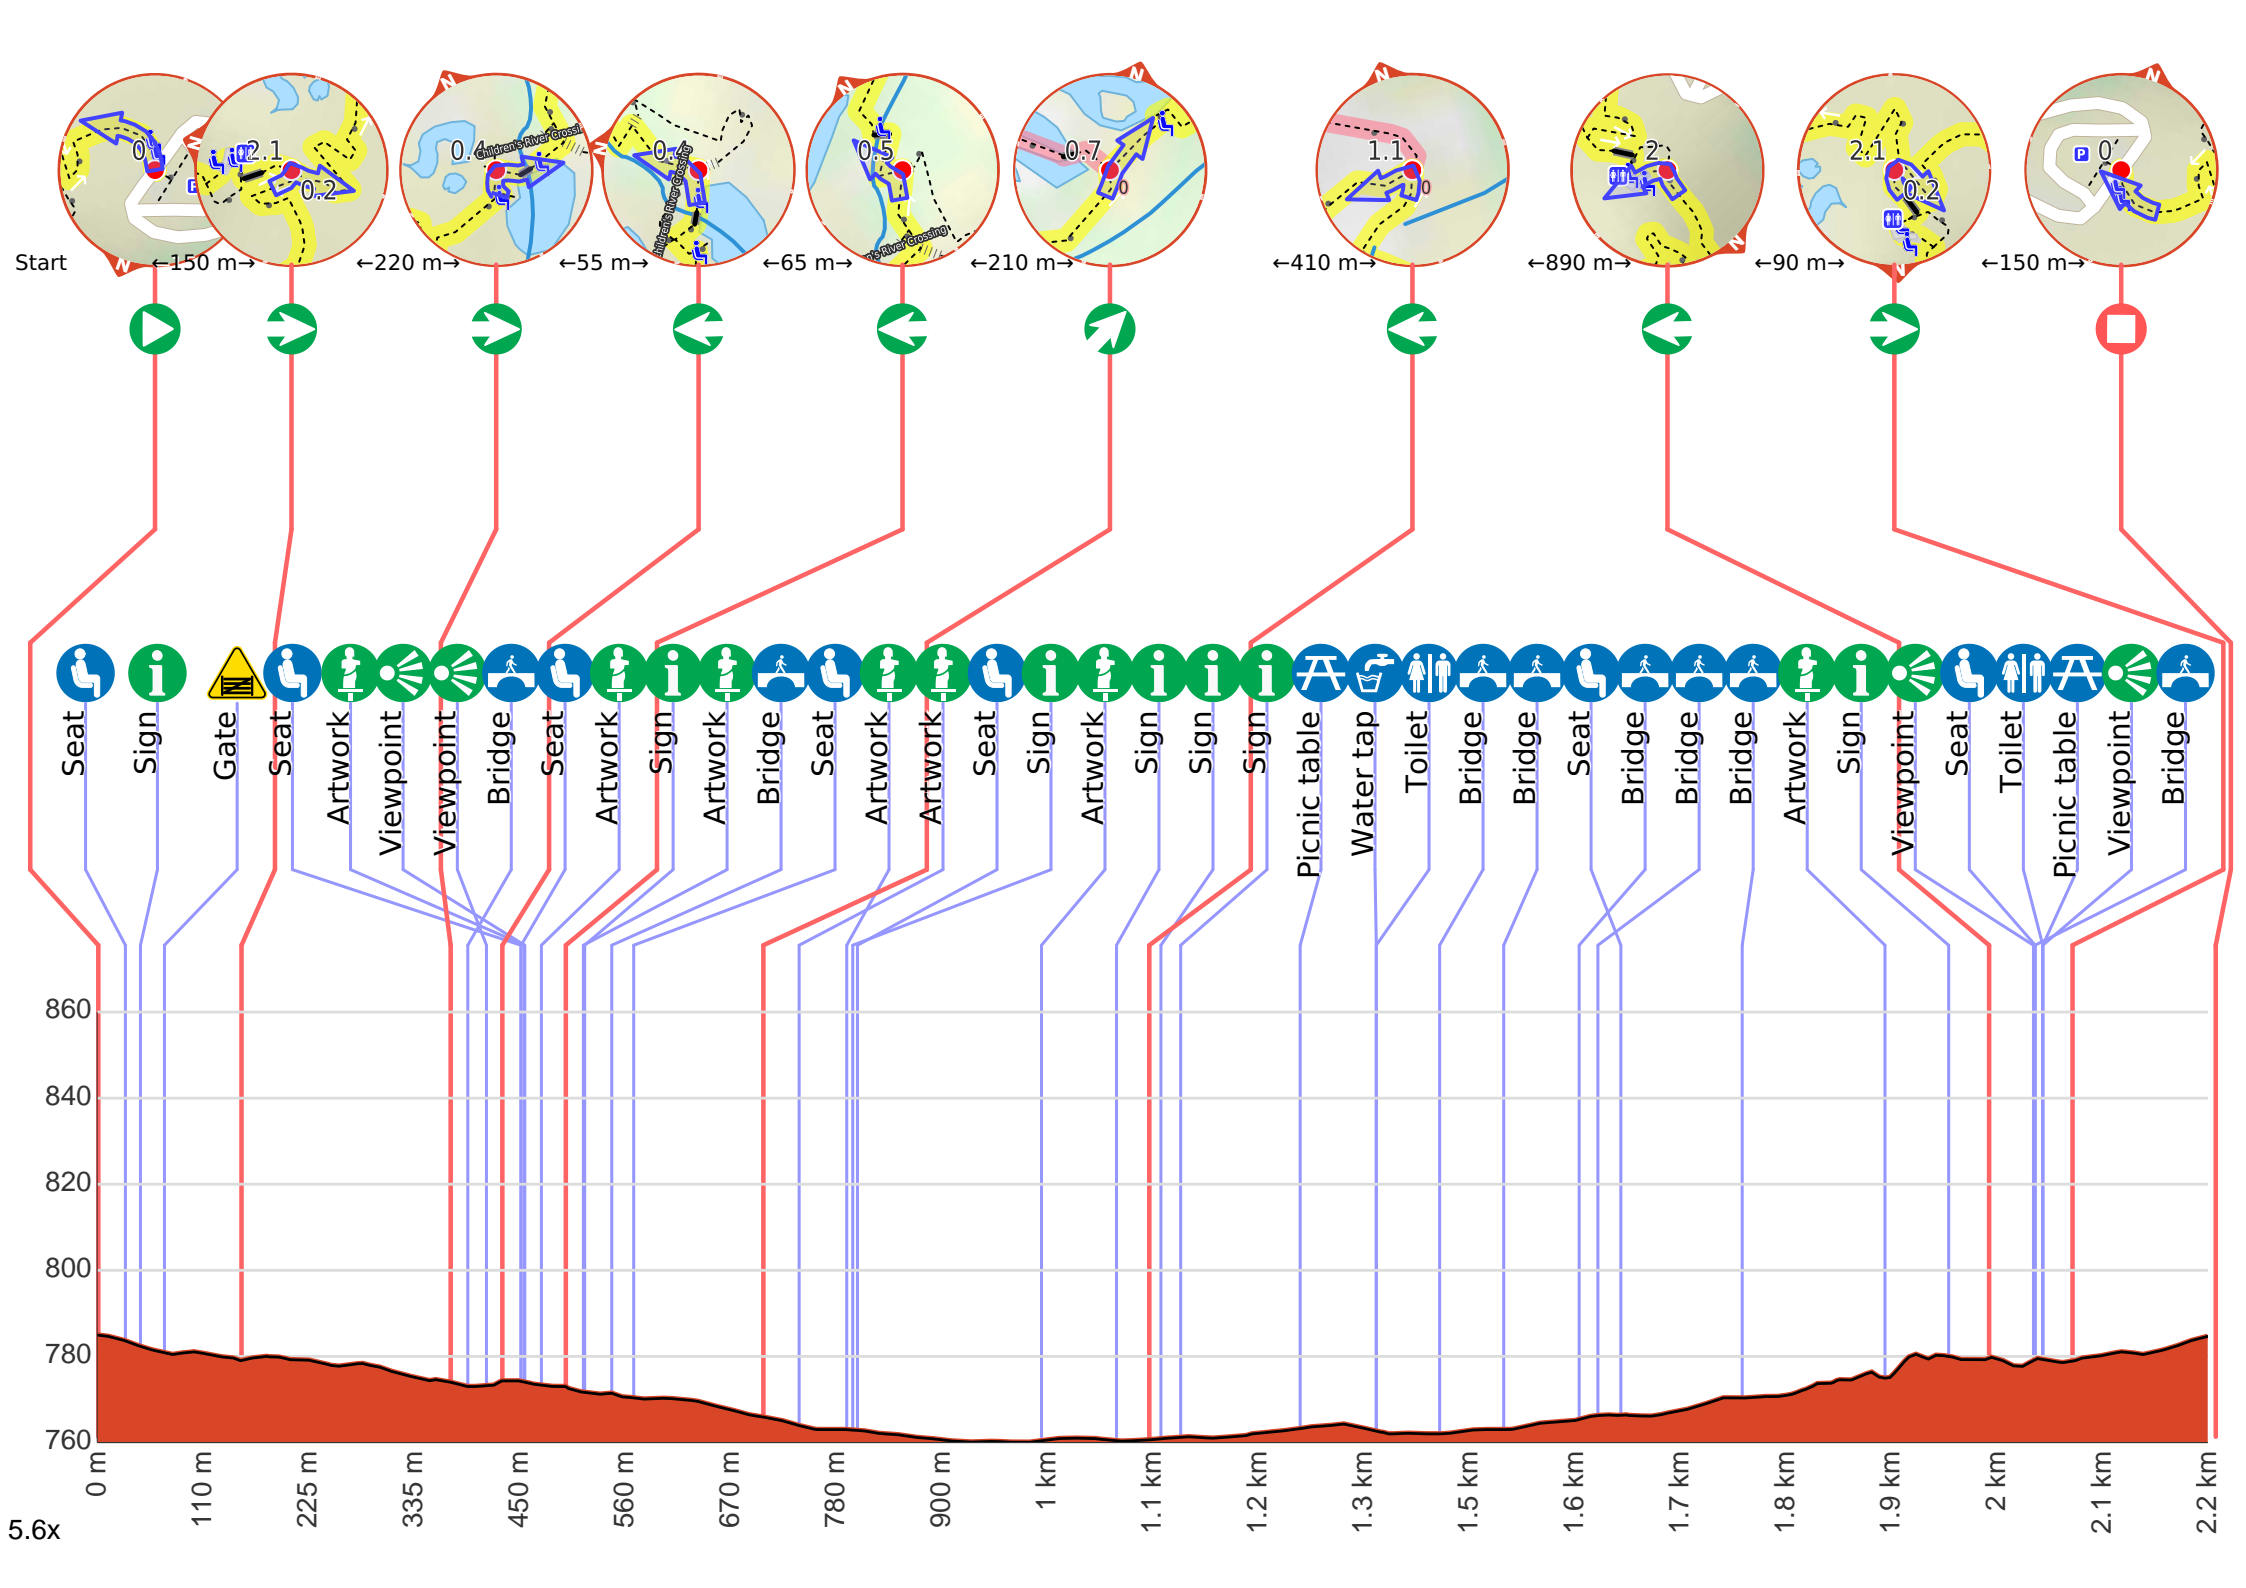 N N N N N N N N N N
0 2.1 0.2 0.5 0.7 0 1.1 0 2 2.1 0.2 0
P P
Children's River Crossi
hildren's River Crossing
n's River Crossing
Start ←150 m→ ←220 m→ ←55 m→ ←65 m→ ←210 m→ ←410 m→ ←890 m→ ←90 m→ ←150 m→
Seat Sign Gate Seat Artwork Viewpoint Viewpoint Bridge Seat Artwork Sign Artwork Bridge Seat Artwork Artwork Seat Sign Artwork Sign Sign Sign Picnic table Water tap Toilet Bridge Bridge Seat Bridge Bridge Bridge Artwork Sign Viewpoint Seat Toilet Picnic table Viewpoint Bridge
860
840
820
800
780
760
0 m 110 m 225 m 335 m 450 m 560 m 670 m 780 m 900 m 1 km 1.1 km 1.2 km 1.3 km 1.5 km 1.6 km 1.7 km 1.8 km 1.9 km 2 km 2.1 km 2.2 km
5.6x